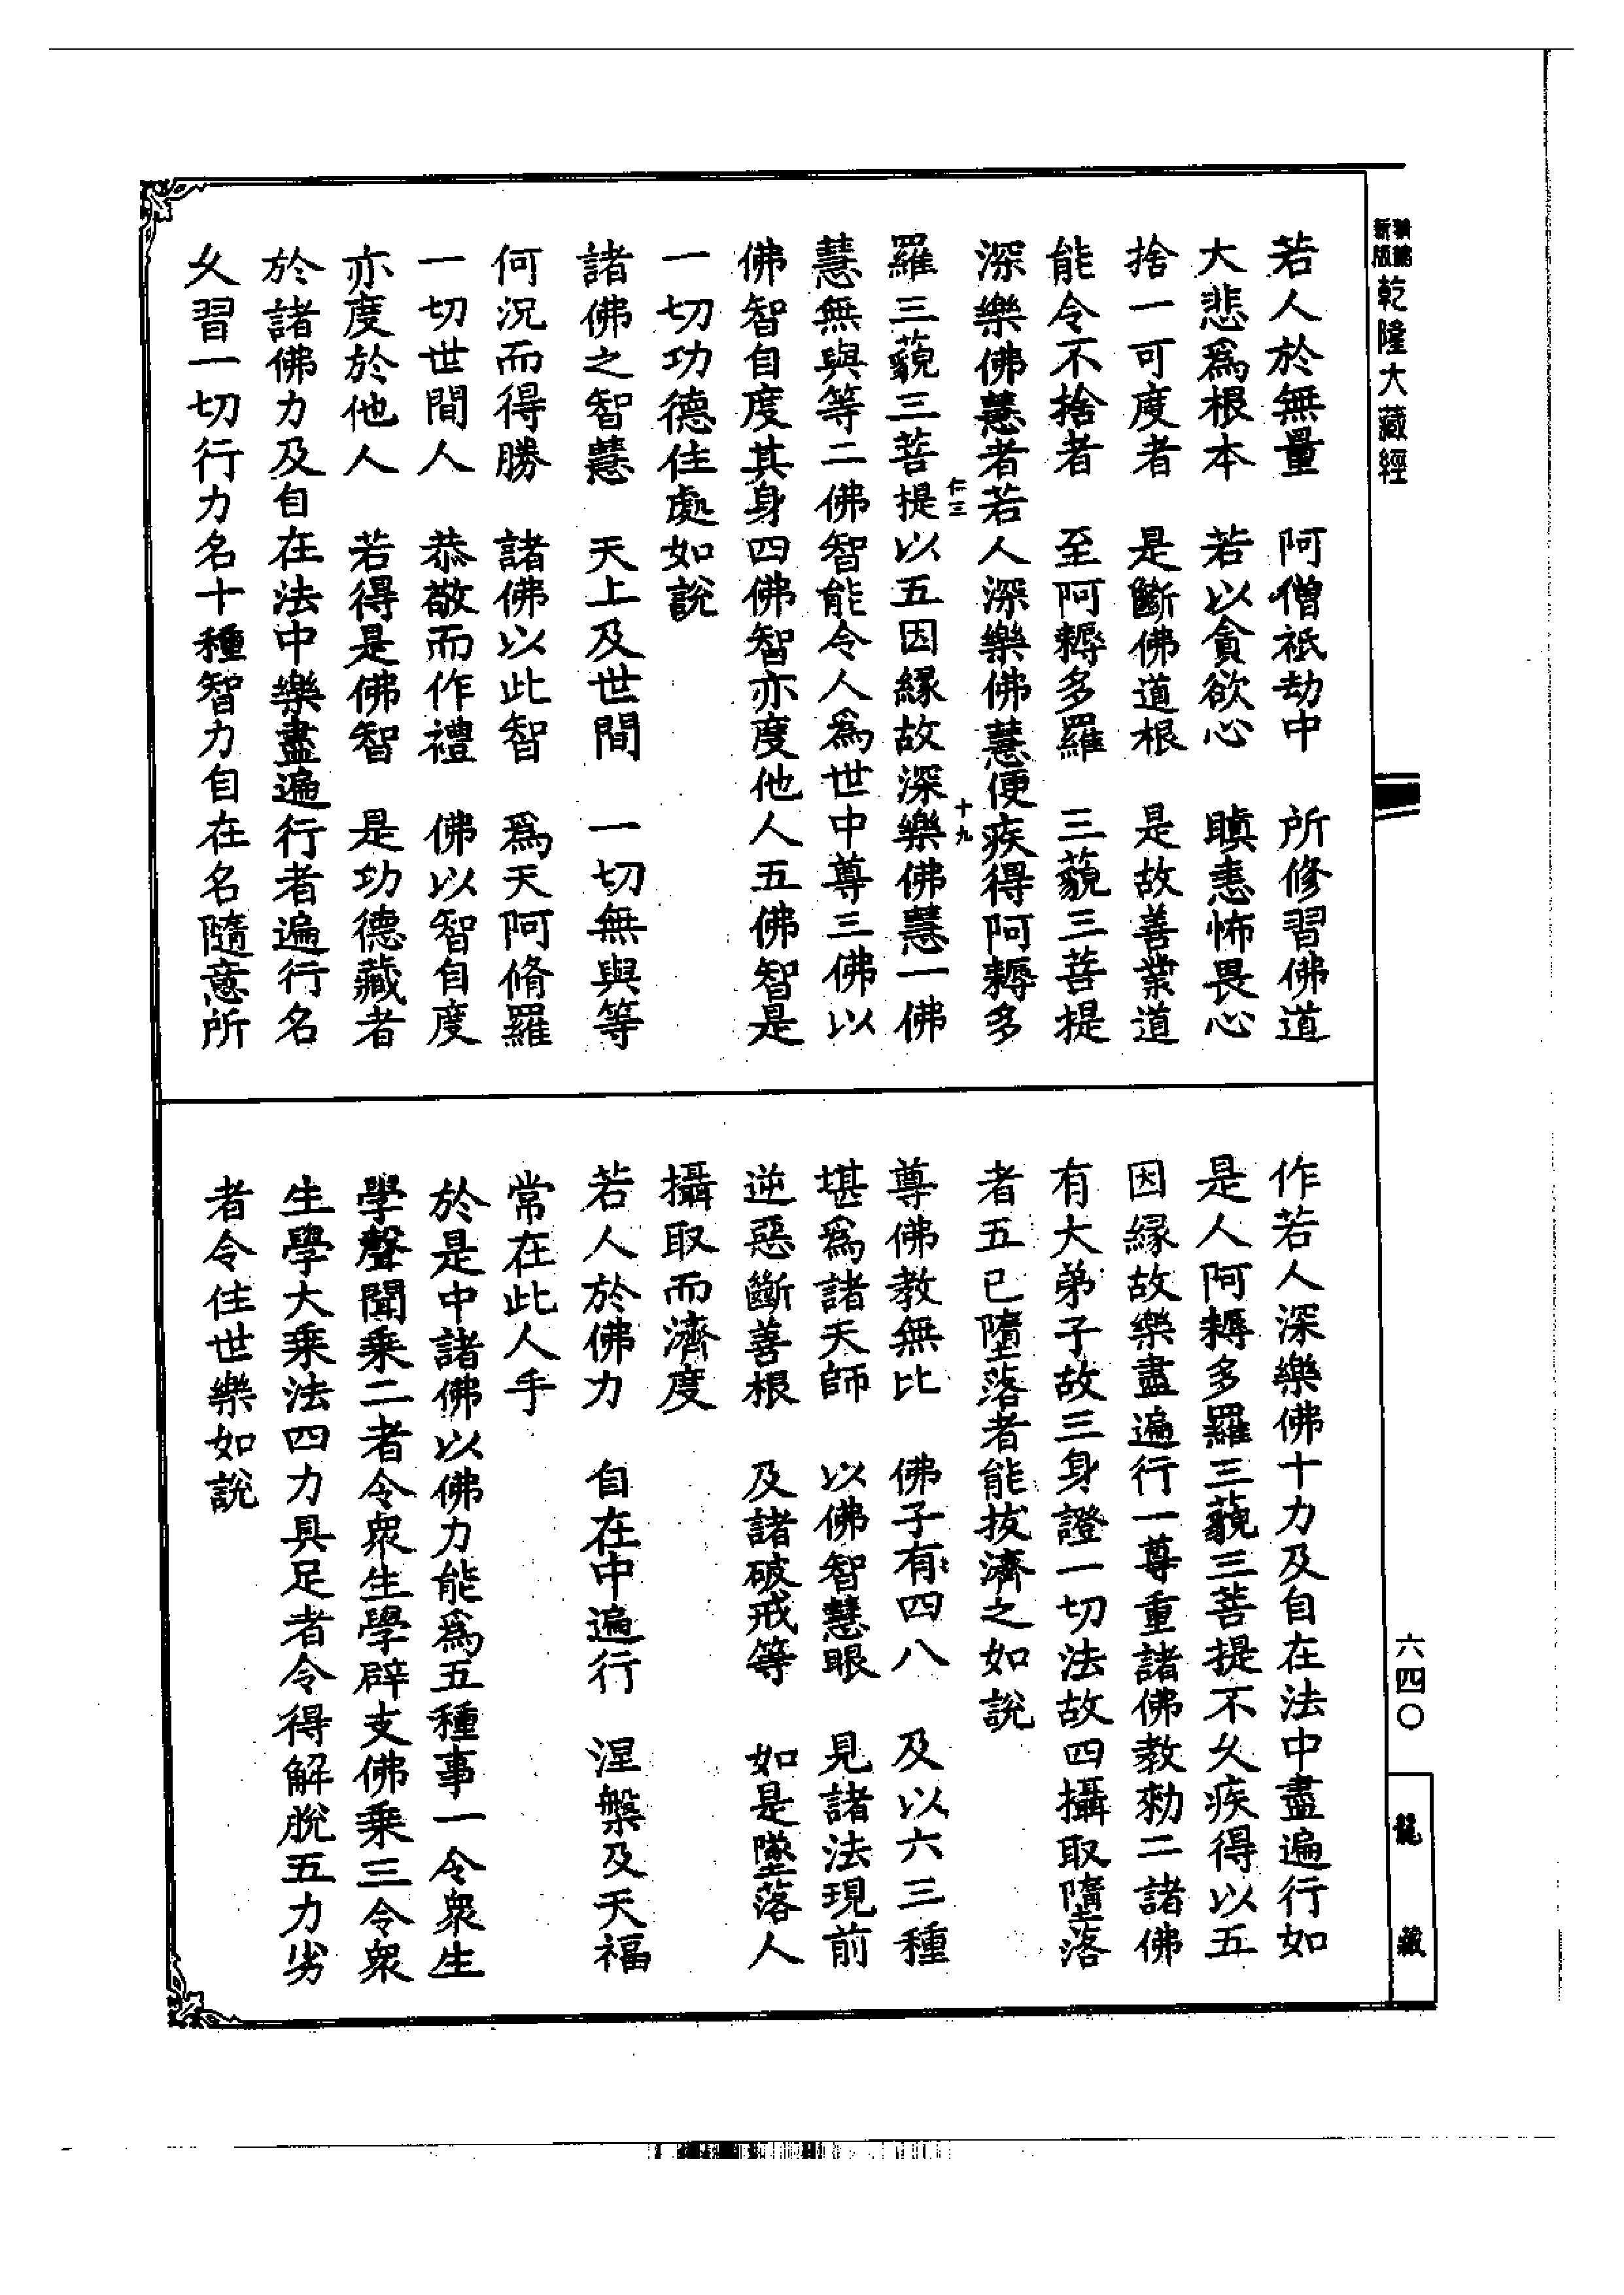 新編
新版 乾隆大藏經
若人於無量　阿僧祇劫中　所修習佛道
大悲爲根本　若以貪欲心　瞋恚怖畏心
捨一可度者　是斷佛道根　是故善業道
能令不捨者　至阿耨多羅　三藐三菩提
深樂佛慧者若人深樂佛慧便疾得阿耨多
仁三　十九
羅三藐三菩提以五因緣故深樂佛慧一佛
慧無與等二佛智能令人爲世中尊三佛以
佛智自度其身四佛智亦度他人五佛智是
一切功德住處如說
諸佛之智慧　天上及世間　一切無與等
何況而得勝　諸佛以此智　爲天阿脩羅
一切世間人　恭敬而作禮　佛以智自度
亦度於他人　若得是佛智　是功德藏者
於諸佛力及自在法中樂盡遍行者遍行名
久習一切行力名十種智力自在名隨意所
作若人深樂佛十力及自在法中盡遍行如
是人阿耨多羅三藐三菩提不久疾得以五
因緣故樂盡遍行一尊重諸佛教勑二諸佛
有大弟子故三身證一切法故四攝取墮落
者五已墮落者能拔濟之如說
尊佛教無比　佛子有四八　及以六三種
堪爲諸天師　以佛智慧眼　見諸法現前
逆惡斷善根　及諸破戒等　如是墜落人
攝取而濟度
若人於佛力　自在中遍行　涅槃及天福
常在此人手
於是中諸佛以佛力能爲五種事一令衆生
學聲聞乘二者令衆生學辟支佛乘三令衆
生學大乘法四力具足者令得解脫五力劣
者令住世樂如說
六四〇
龍藏